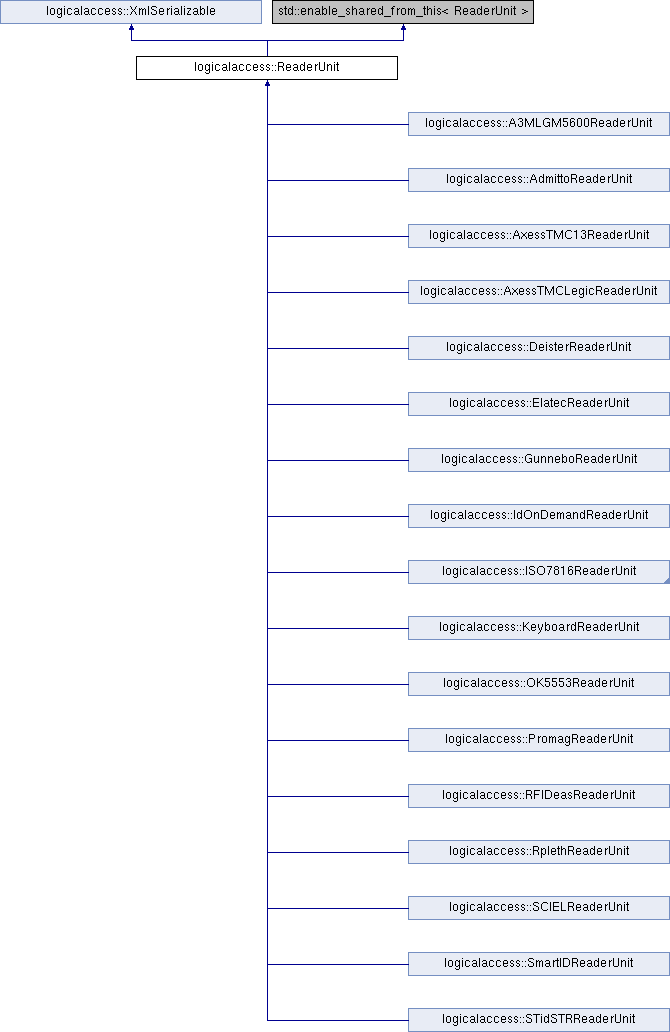 logicalaccess::XmlSerializable
std::enable_shared_from_this< ReaderUnit >
logicalaccess::ReaderUnit
logicalaccess::A3MLGM5600ReaderUnit
logicalaccess::AdmittoReaderUnit
logicalaccess::AxessTMC13ReaderUnit
logicalaccess::AxessTMCLegicReaderUnit
logicalaccess::DeisterReaderUnit
logicalaccess::ElatecReaderUnit
logicalaccess::GunneboReaderUnit
logicalaccess::IdOnDemandReaderUnit
logicalaccess::ISO7816ReaderUnit
logicalaccess::KeyboardReaderUnit
logicalaccess::OK5553ReaderUnit
logicalaccess::PromagReaderUnit
logicalaccess::RFIDeasReaderUnit
logicalaccess::RplethReaderUnit
logicalaccess::SCIELReaderUnit
logicalaccess::SmartIDReaderUnit
logicalaccess::STidSTRReaderUnit